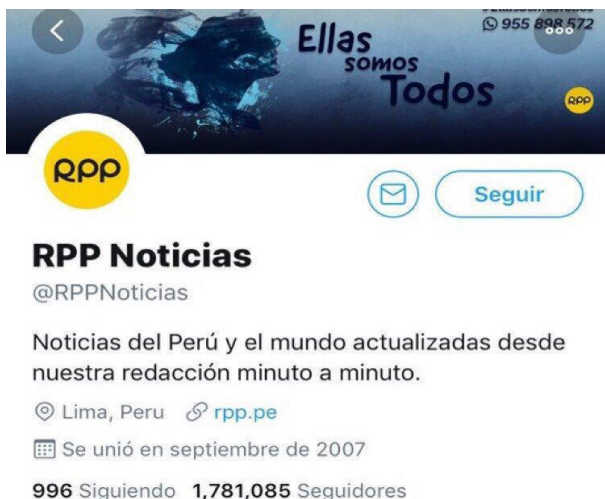 955 898 572
Ellas
somos
Todos
RPP
RPP
Seguir
RPP Noticias
@RPPNoticias
Noticias del Perú y el mundo actualizadas desde
nuestra redacción minuto a minuto.
Lima, Peru rpp.pe
Se unió en septiembre de 2007
996 Siguiendo 1,781,085 Seguidores